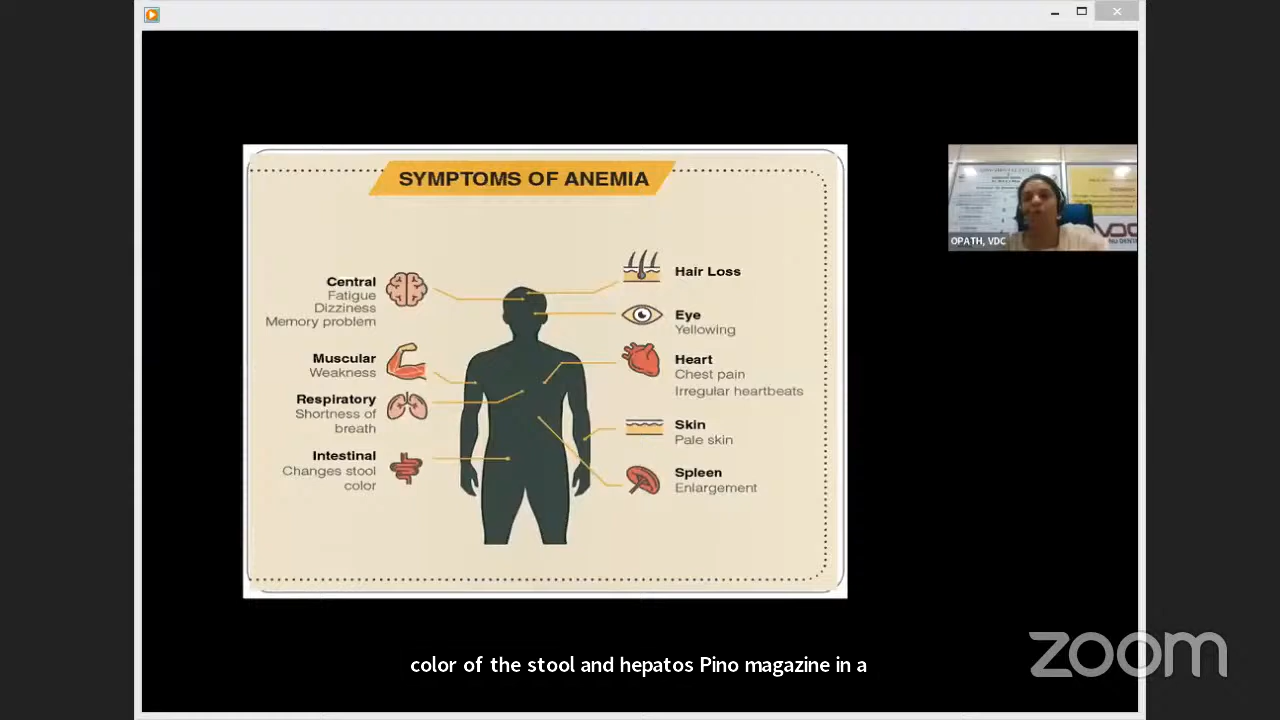 SYMPTOMS OF ANEMIA
Central
Fatigue
Dizziness
Memory problem
Muscular
Weakness
Respiratory
Shortness of
breath
Intestinal
Changes stool
color
Hair Loss
Eye
Yellowing
Heart
Chest pain
Irregular heartbeats
Skin
Pale skin
Spleen
Enlargement
OPATH, VDC
color of the stool and hepatos Pino magazine in a
zoom